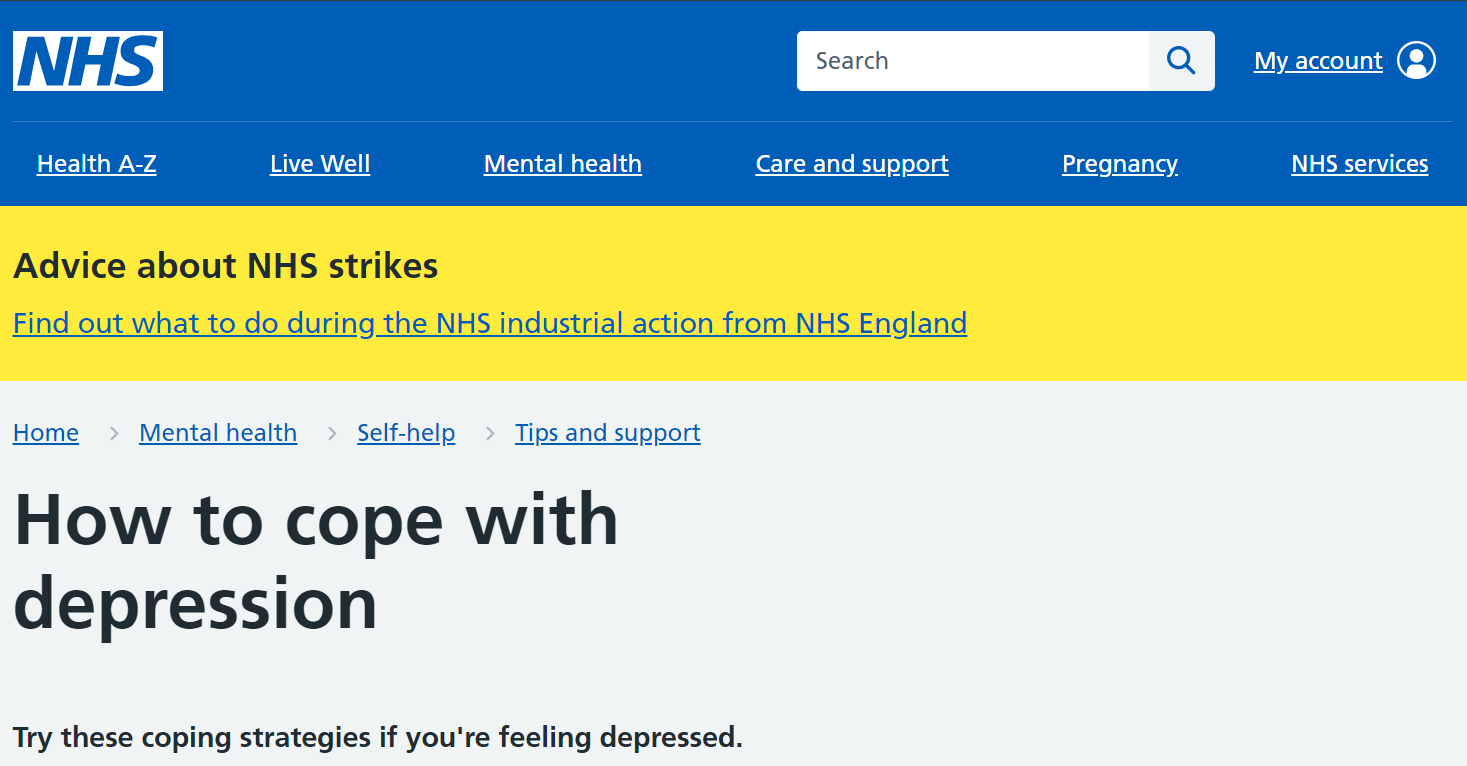 NHS
Search
My account
Health A-Z
Live Well
Mental health
Care and support
Pregnancy
NHS services
Advice about NHS strikes
Find out what to do during the NHS industrial action from NHS England
Home
Mental health
Self-help
Tips and support
How to cope with
depression
Try these coping strategies if you're feeling depressed.